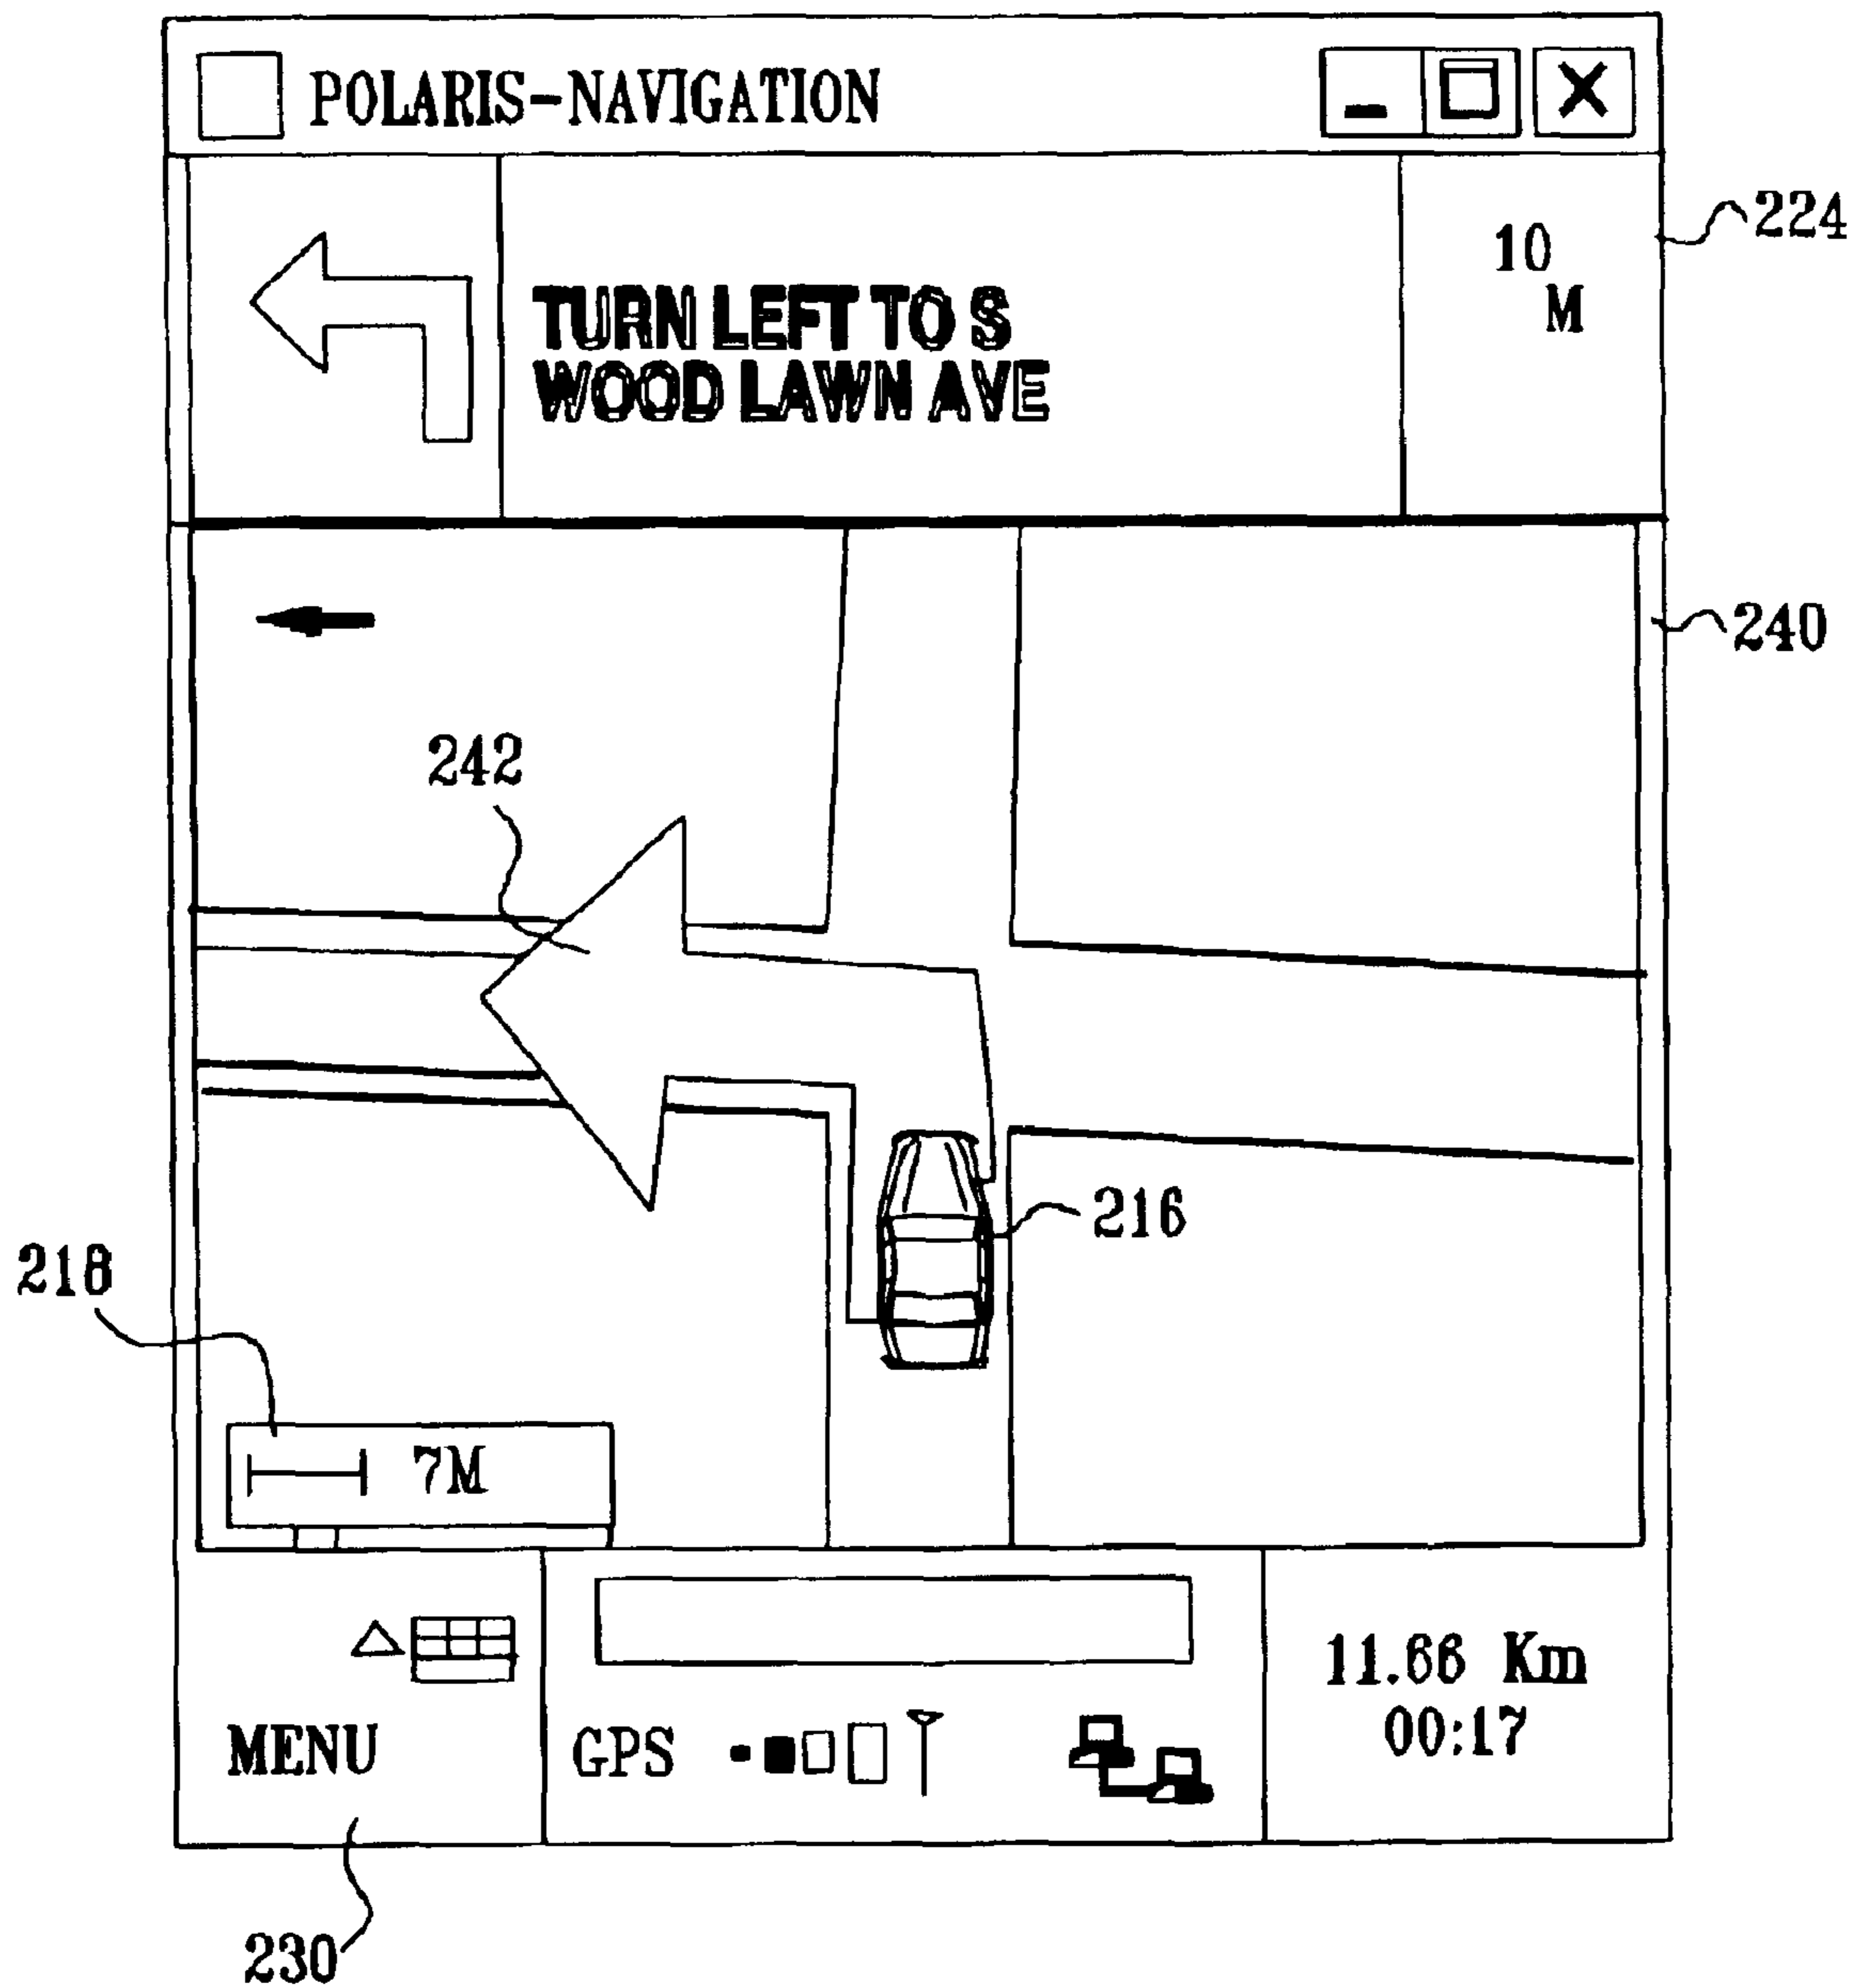 POLARIS-NAVIGATION
224
10
M
TURN LEFT TO S
WOOD LAWN AVE
240
242
216
218
7M
11.66 Km
00:17
MENU
GPS
230